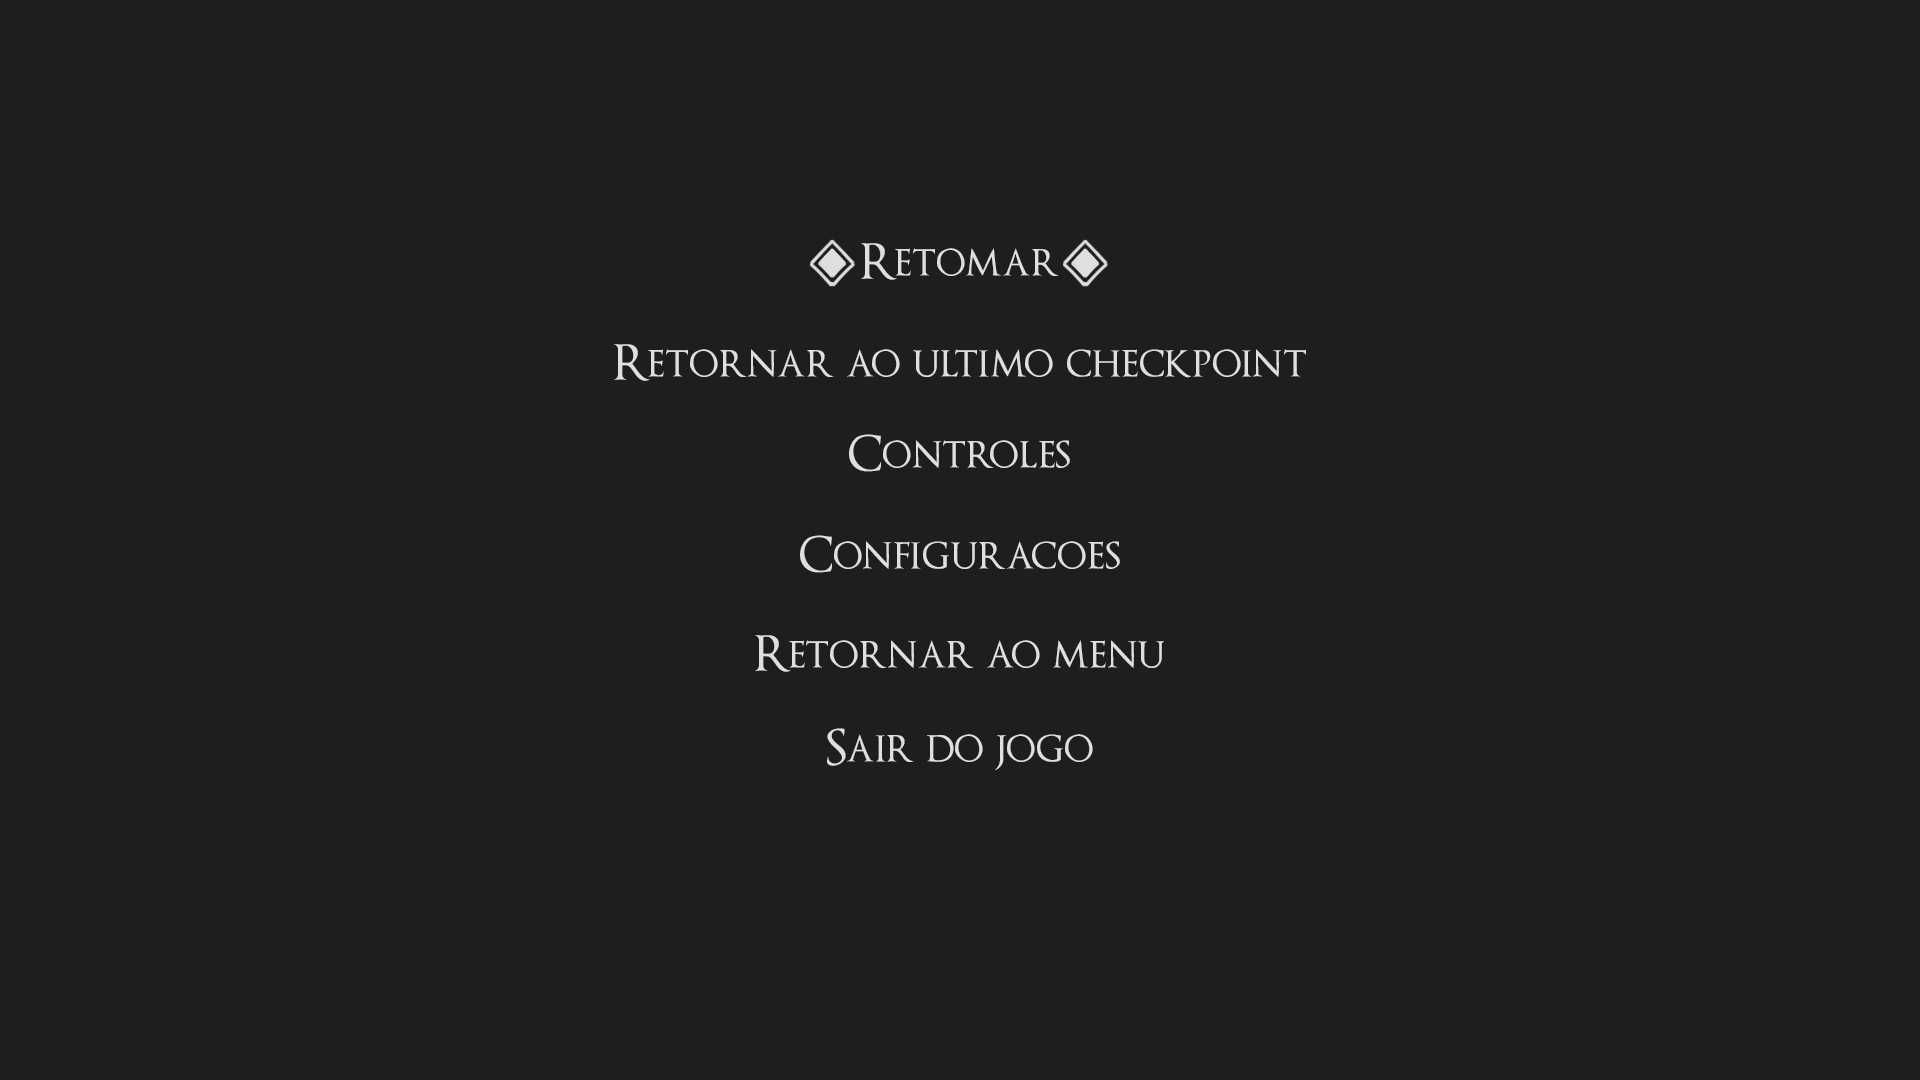 Retomar
Retornar ao ultimo checkpoint
Controles
Configuracoes
Retornar ao menu
Sair do jogo